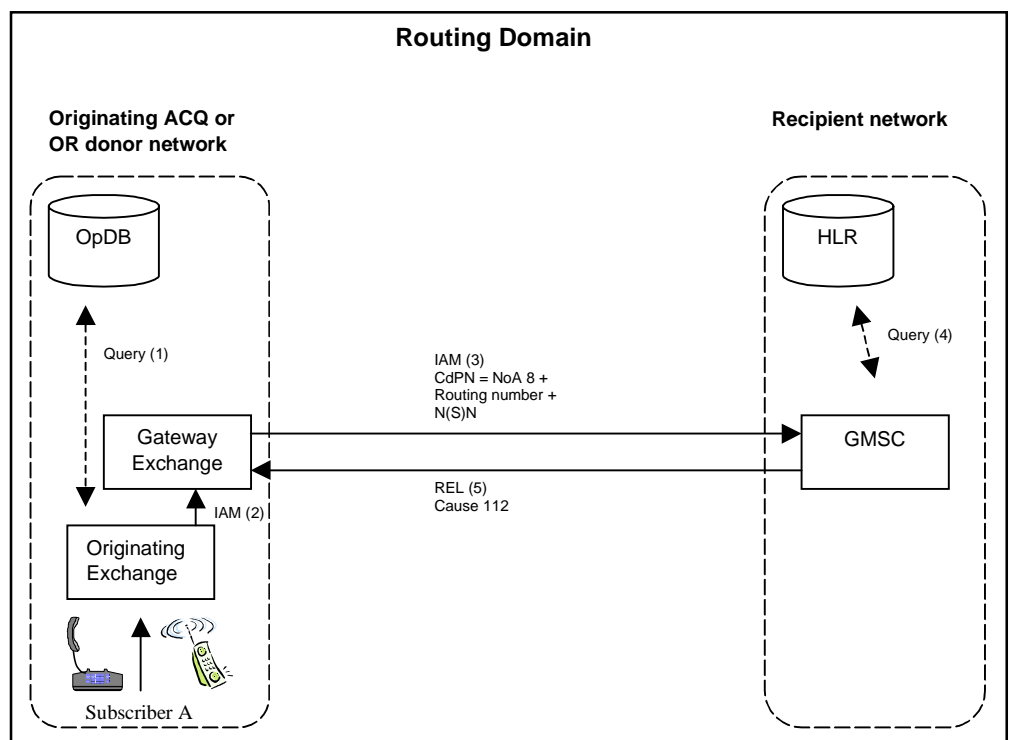 Routing Domain
Originating ACQ or
OR donor network
Recipient network
OpDB
HLR
Query (1)
Query (4)
IAM (3)
CdPN = NoA 8 +
Routing number +
N(S)N
Gateway
Exchange
GMSC
REL (5)
Cause 112
IAM (2)
Originating
Exchange
Subscriber A